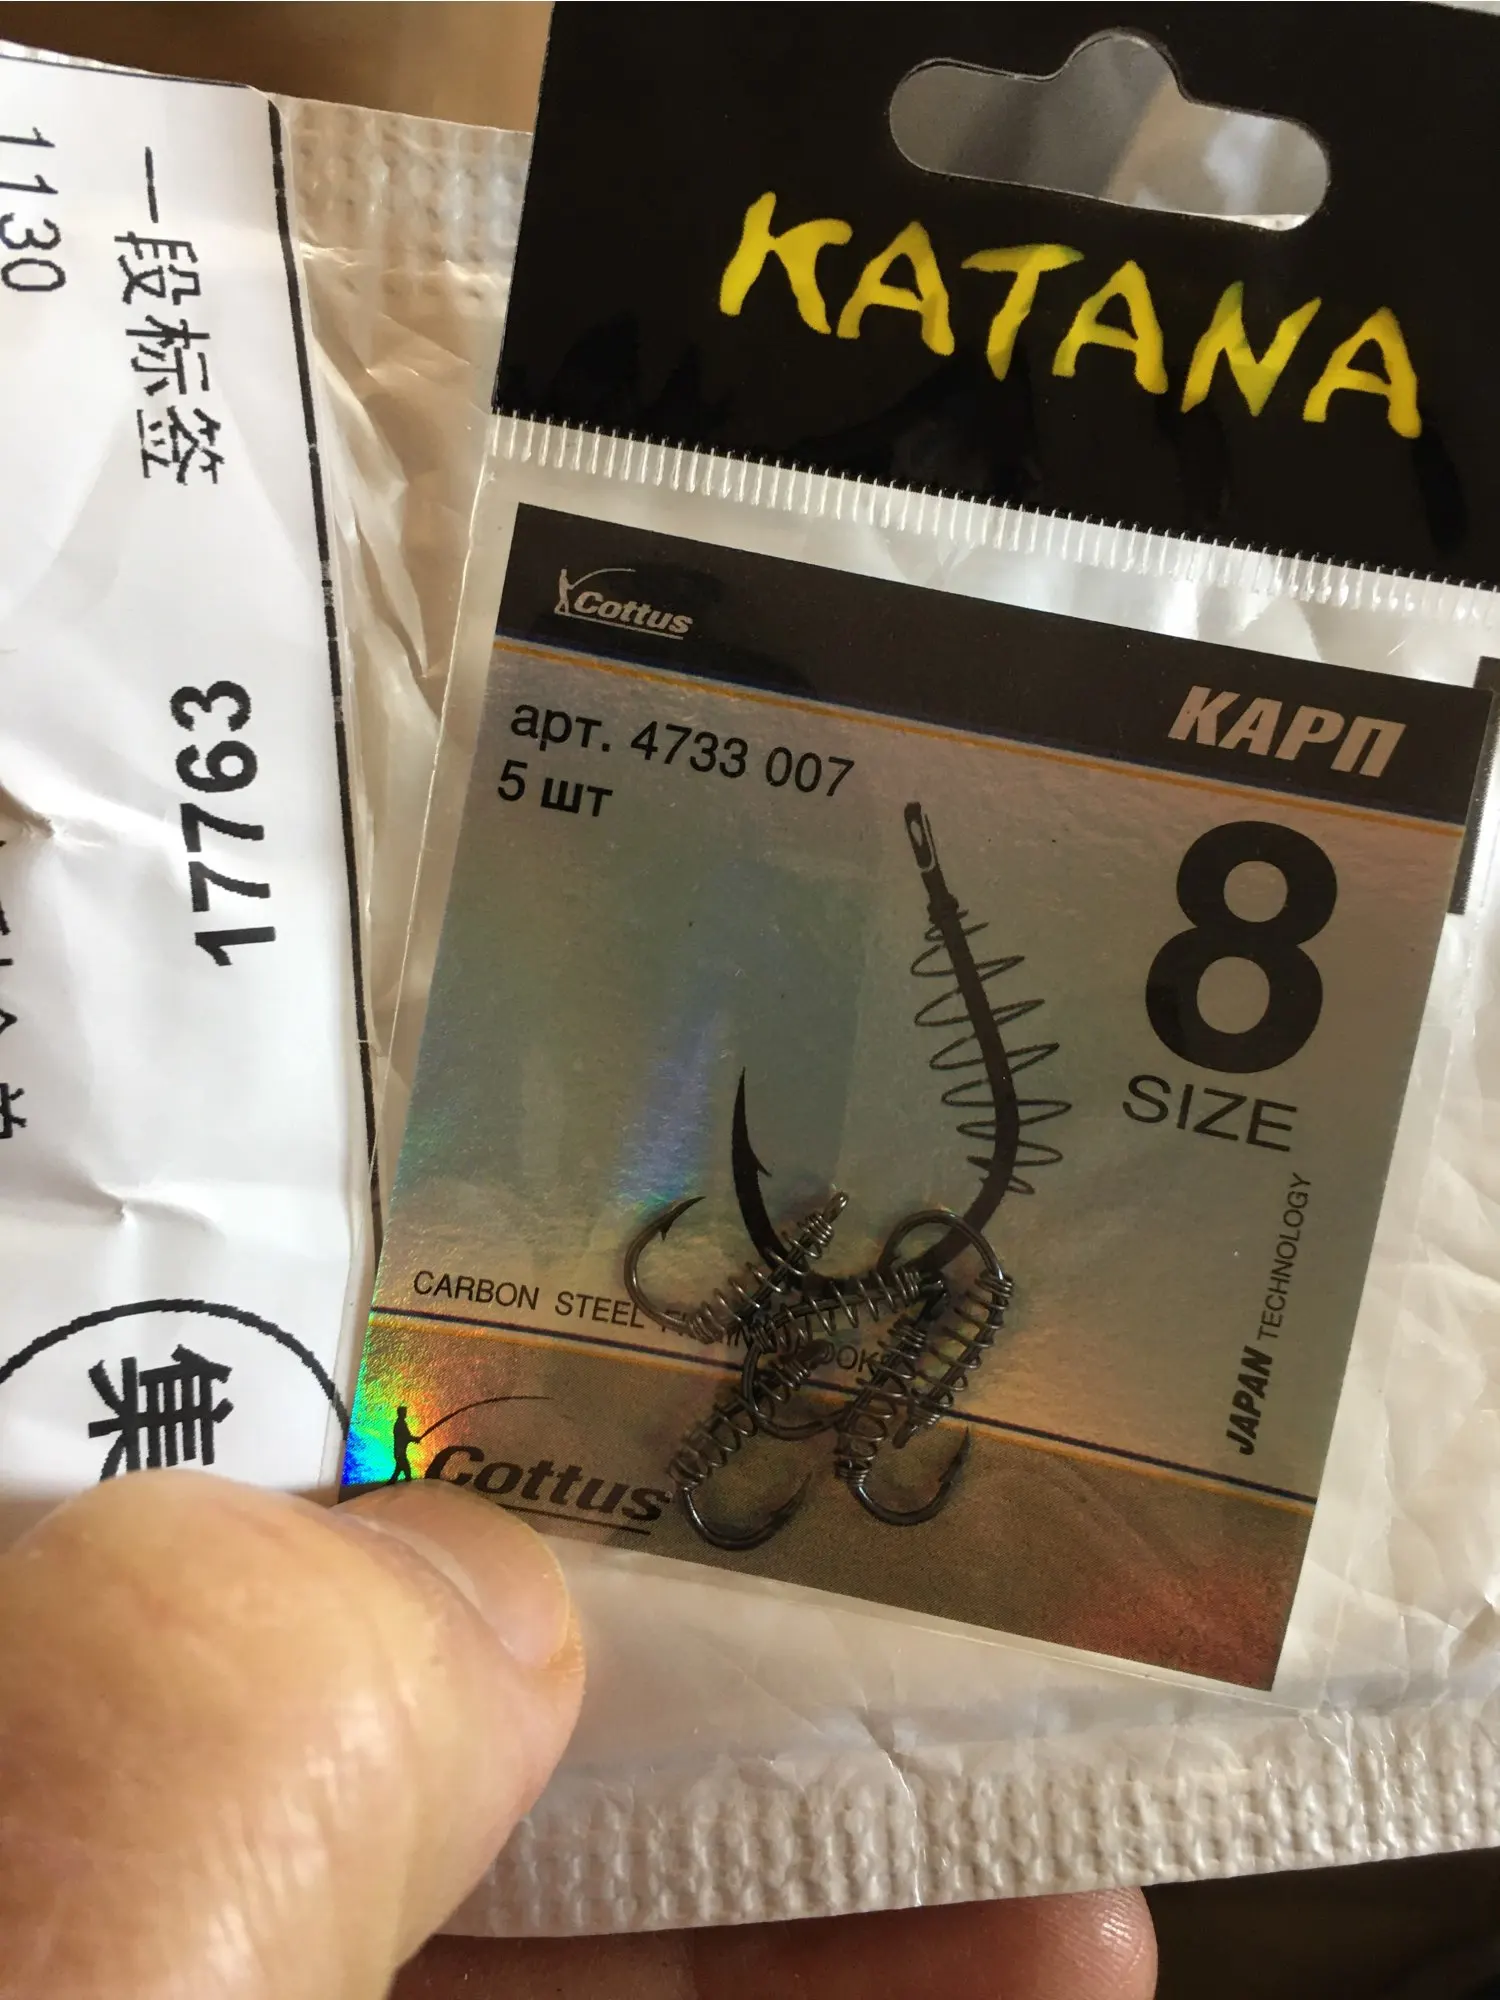 1130
一段标签
17763
集
KATANA
Cottus
КАРП
арт. 4733 007
5 шт
8
SIZE
JAPAN TECHNOLOGY
CARBON STEEL
Cottus